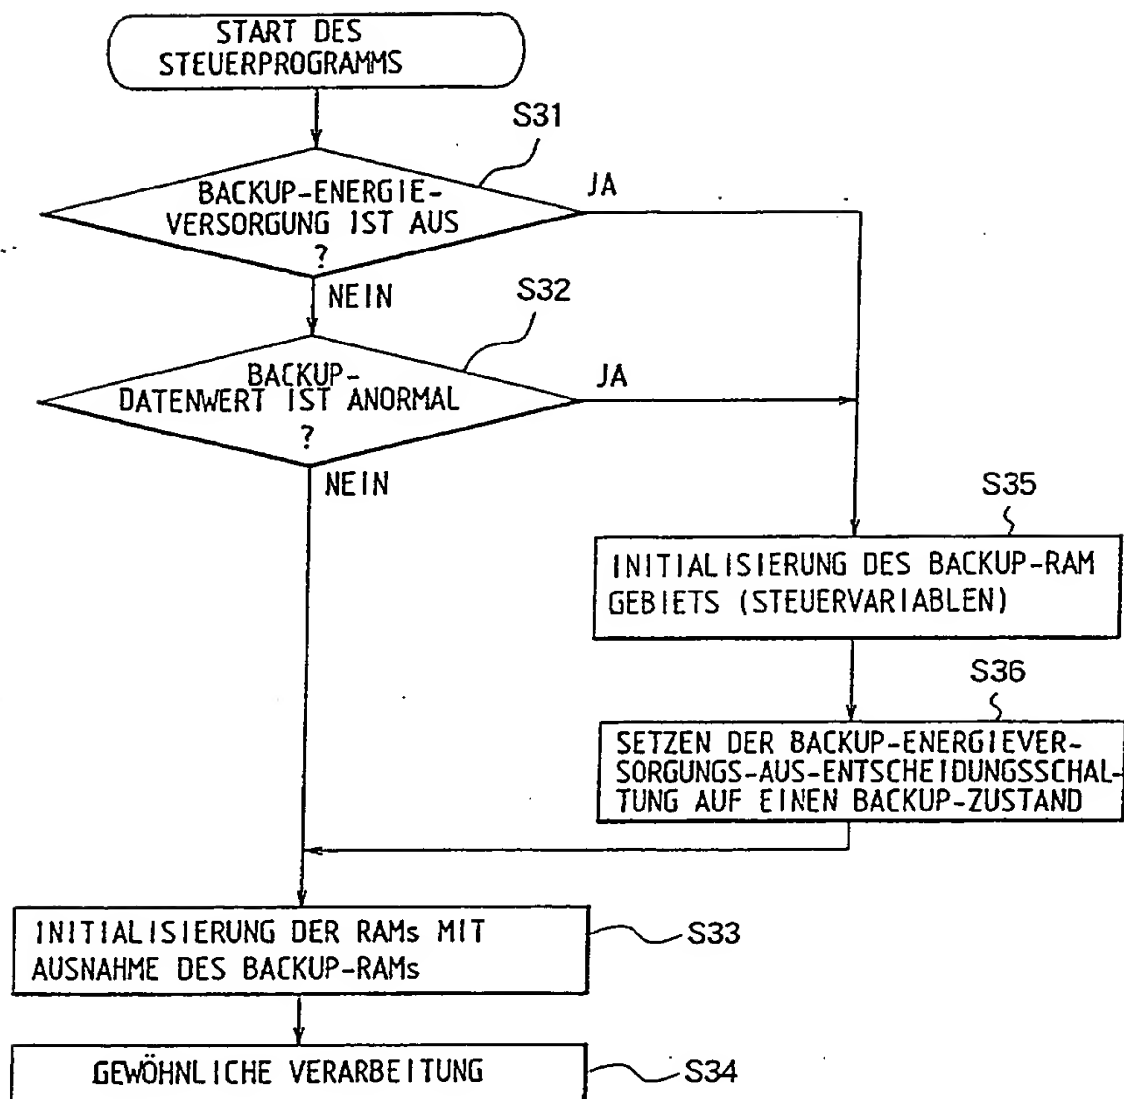 START DES
STEUERPROGRAMMS
S31
BACKUP-ENERGIE-
VERSORGUNG IST AUS
?
JA
NEIN
S32
BACKUP-
DATENWERT IST ANORMAL
?
JA
NEIN
S35
INITIALISIERUNG DES BACKUP-RAM
GEBIETS (STEUERVARIABLEN)
S36
SETZEN DER BACKUP-ENERGIEVER-
SORGUNGS-AUS-ENTSCHEIDUNGSSCHAL-
TUNG AUF EINEN BACKUP-ZUSTAND
INITIALISIERUNG DER RAMs MIT
AUSNAHME DES BACKUP-RAMs
S33
GEWÖHNLICHE VERARBEITUNG
S34